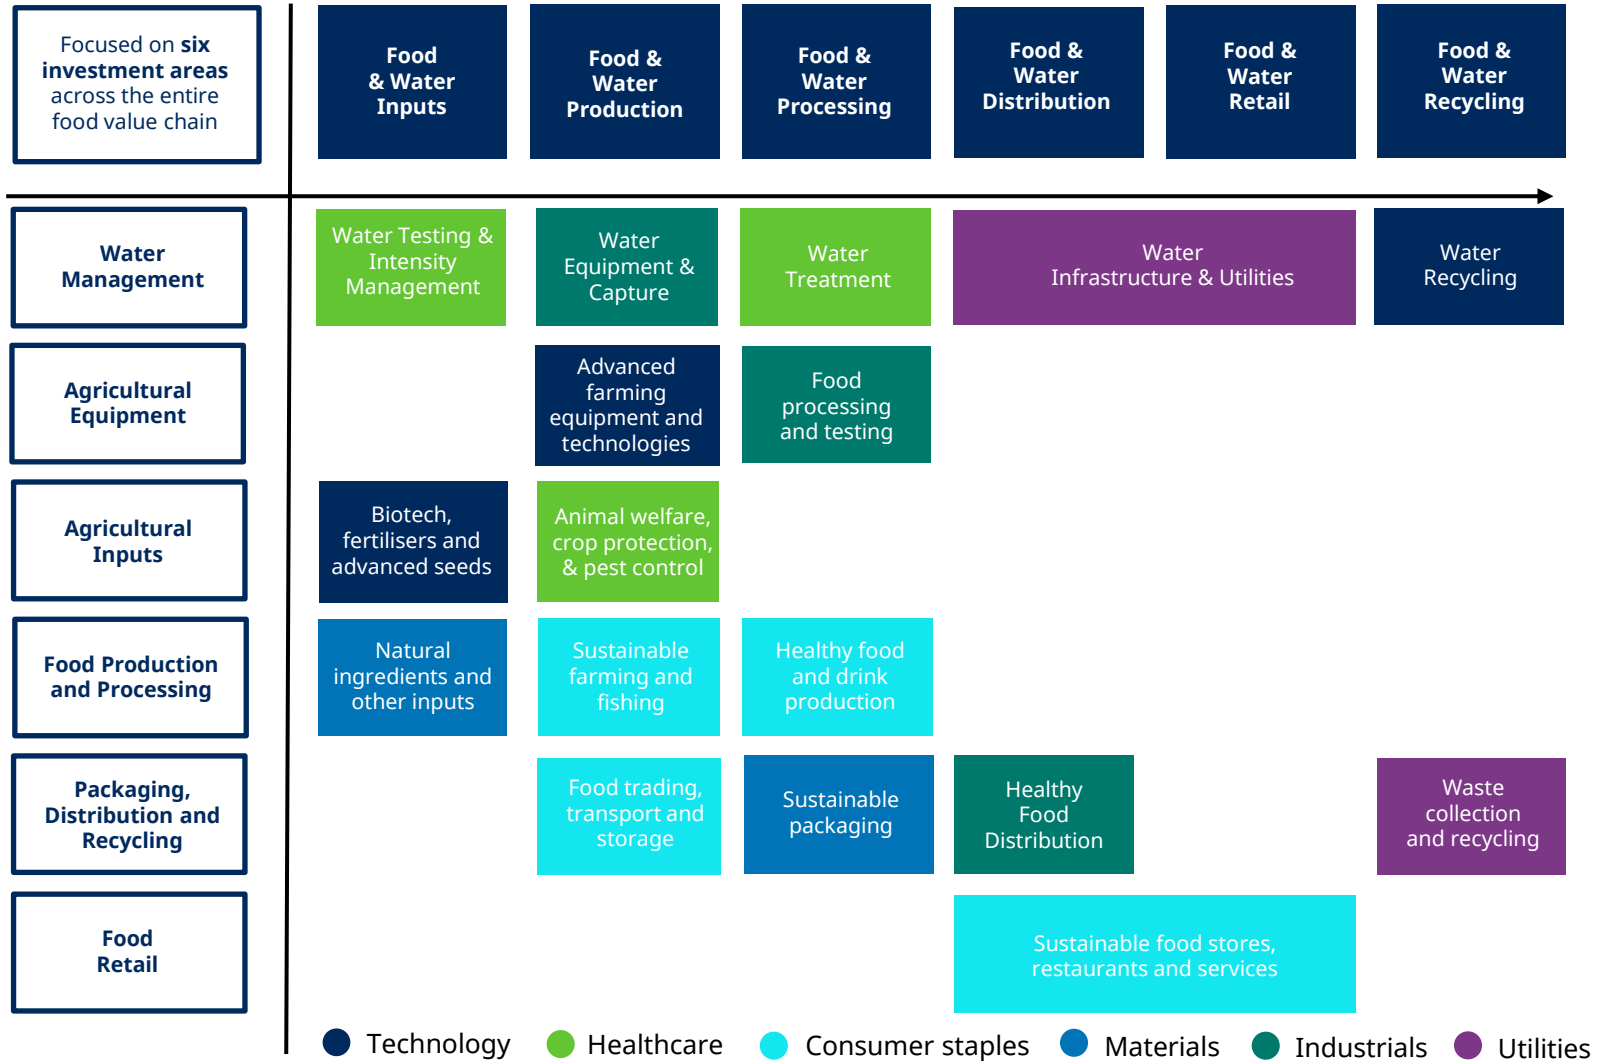 Focused on six
investment areas
across the entire
food value chain
Food
& Water
Inputs
Food &
Water
Production
Food &
Water
Processing
Food &
Water
Distribution
Food &
Water
Retail
Food &
Water
Recycling
Water
Management
Water Testing &
Intensity
Management
Water
Equipment &
Capture
Water
Treatment
Water
Infrastructure & Utilities
Water
Recycling
Agricultural
Equipment
Advanced
farming
equipment and
technologies
Food
processing
and testing
Agricultural
Inputs
Biotech,
fertilisers and
advanced seeds
Animal welfare,
crop protection,
& pest control
Food Production
and Processing
Natural
ingredients and
other inputs
Sustainable
farming and
fishing
Healthy food
and drink
production
Packaging,
Distribution and
Recycling
Food trading,
transport and
storage
Sustainable
packaging
Healthy
Food
Distribution
Waste
collection
and recycling
Food
Retail
Sustainable food stores,
restaurants and services
Technology
Healthcare
Consumer staples
Materials
Industrials
Utilities